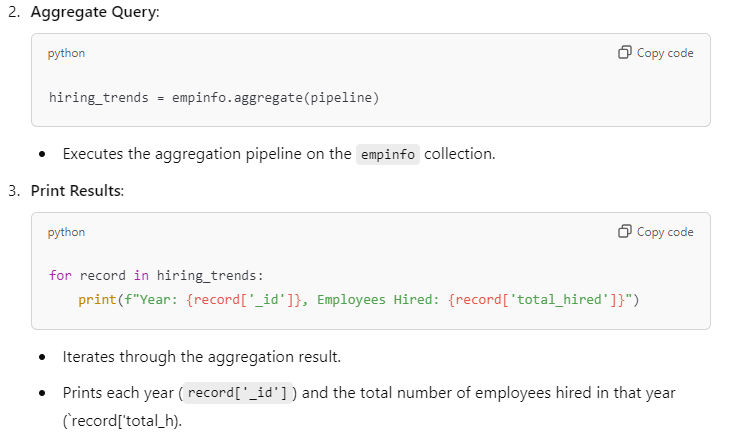 2. Aggregate Query:
python
Copy code
hiring_trends = empinfo.aggregate(pipeline)
• Executes the aggregation pipeline on the empinfo collection.
3. Print Results:
python
Copy code
for record in hiring_trends:
    print(f"Year: {record['_id']}, Employees Hired: {record['total_hired']}")
• Iterates through the aggregation result.
• Prints each year (record['_id']) and the total number of employees hired in that year
(`record['total_h).